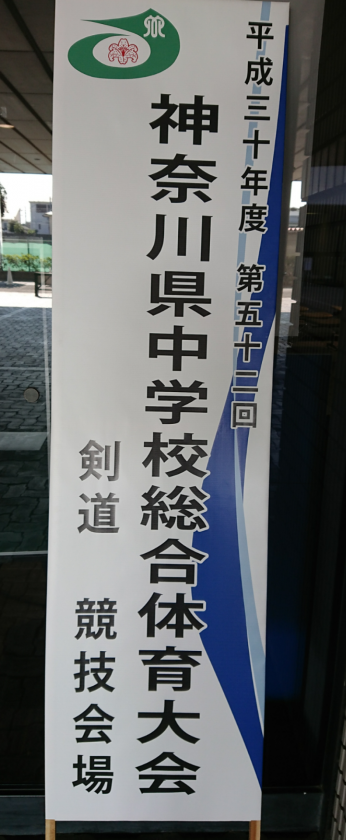 平成三十年度 第五十二回
神奈川県中学校総合体育大会
剣道 競技会場